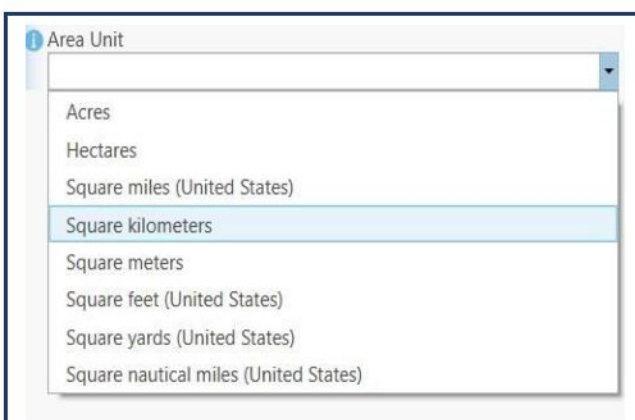 Area Unit
Acres
Hectares
Square miles (United States)
Square kilometers
Square meters
Square feet (United States)
Square yards (United States)
Square nautical miles (United States)